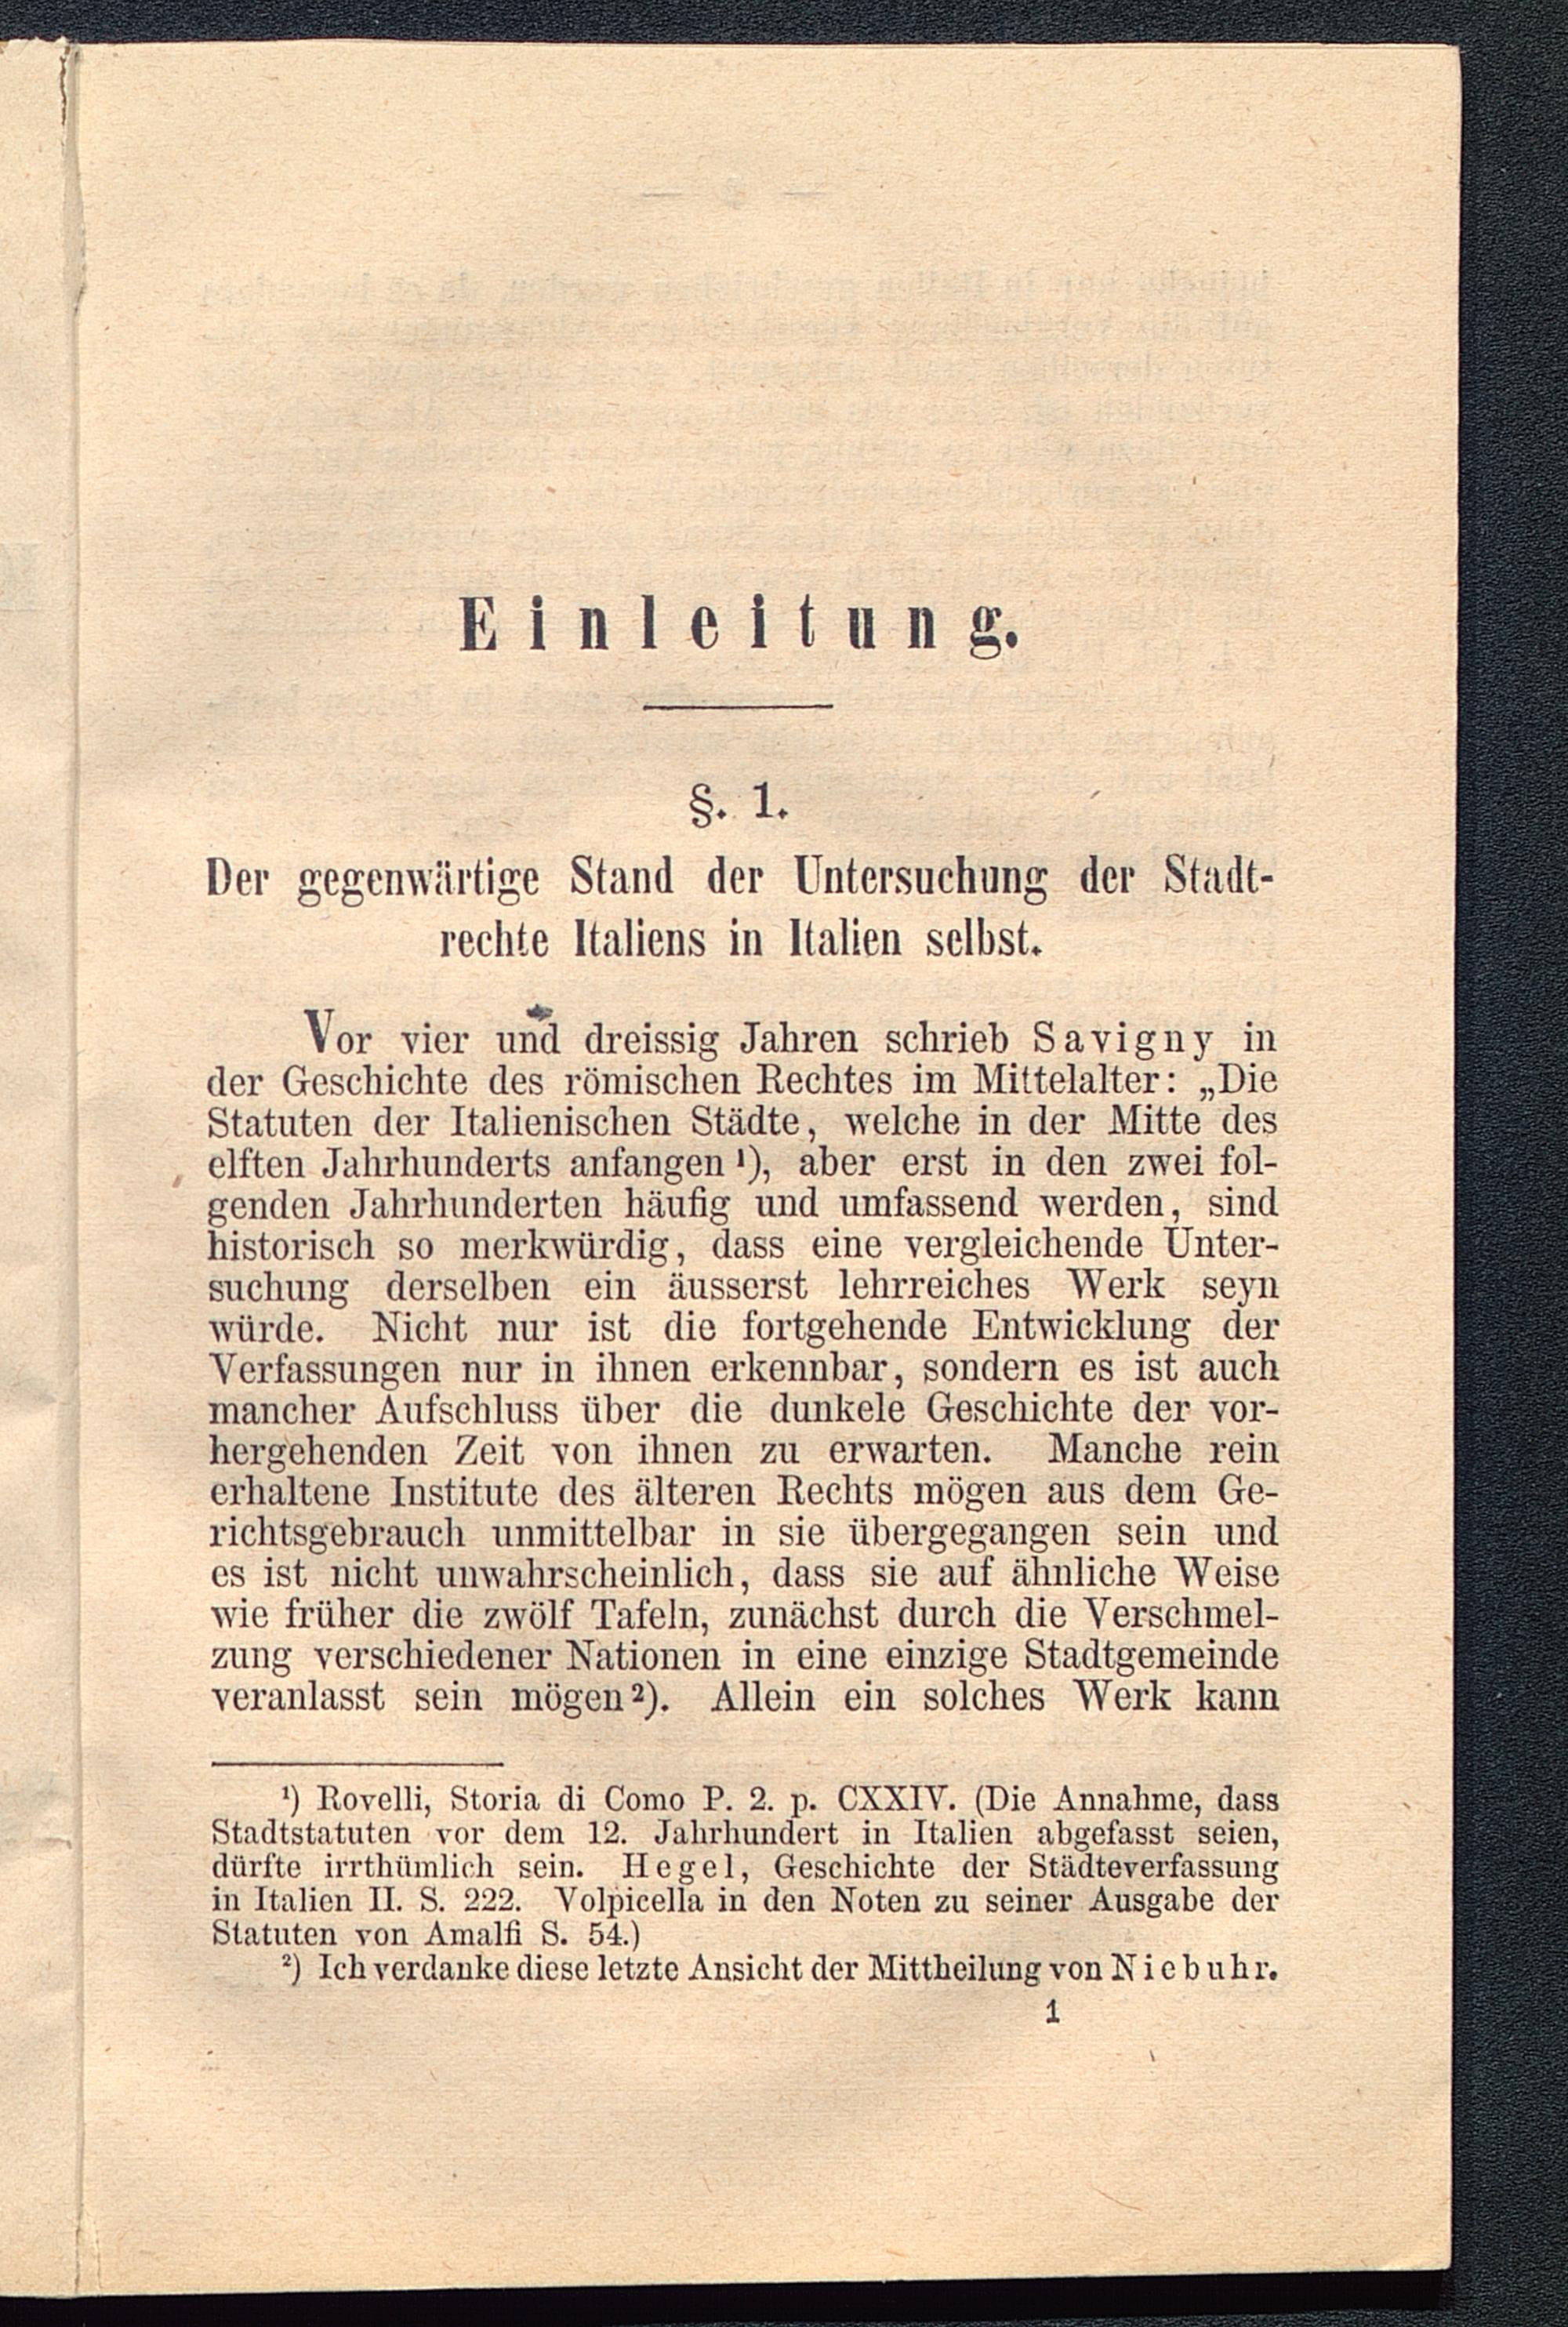 Einleitung.
§. 1.
Der gegenwärtige Stand der Untersuchung der Stadt-
rechte Italiens in Italien selbst.
Vor vier und dreissig Jahren schrieb Savigny in
der Geschichte des römischen Rechtes im Mittelalter: „Die
Statuten der Italienischen Städte, welche in der Mitte des
elften Jahrhunderts anfangen ¹), aber erst in den zwei fol-
genden Jahrhunderten häufig und umfassend werden, sind
historisch so merkwürdig, dass eine vergleichende Unter-
suchung derselben ein äusserst lehrreiches Werk seyn
würde. Nicht nur ist die fortgehende Entwicklung der
Verfassungen nur in ihnen erkennbar, sondern es ist auch
mancher Aufschluss über die dunkele Geschichte der vor-
hergehenden Zeit von ihnen zu erwarten. Manche rein
erhaltene Institute des älteren Rechts mögen aus dem Ge-
richtsgebrauch unmittelbar in sie übergegangen sein und
es ist nicht unwahrscheinlich, dass sie auf ähnliche Weise
wie früher die zwölf Tafeln, zunächst durch die Verschmel-
zung verschiedener Nationen in eine einzige Stadtgemeinde
veranlasst sein mögen ²). Allein ein solches Werk kann
¹) Rovelli, Storia di Como P. 2. p. CXXIV. (Die Annahme, dass
Stadtstatuten vor dem 12. Jahrhundert in Italien abgefasst seien,
dürfte irrthümlich sein. Hegel, Geschichte der Städteverfassung
in Italien II. S. 222. Volpicella in den Noten zu seiner Ausgabe der
Statuten von Amalfi S. 54.)
²) Ich verdanke diese letzte Ansicht der Mittheilung von Niebuhr.
1